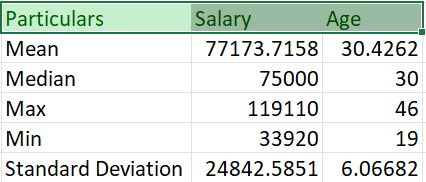 Particulars Salary Age
Mean 77173.7158 30.4262
Median 75000 30
Max 119110 46
Min 33920 19
Standard Deviation 24842.5851 6.06682